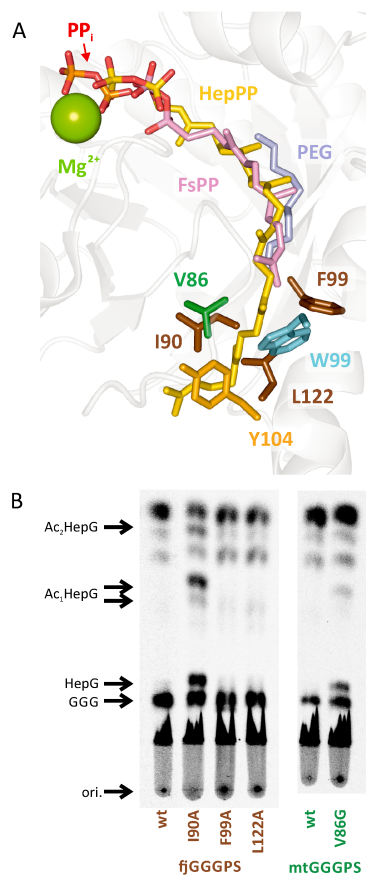 A
PPi
HepPP
Mg2+
PEG
FsPP
V86
F99
I90
W99
L122
Y104
B
Ac2HepG
Ac1HepG
HepG
GGG
ori.
wt
I90A
F99A
L122A
wt
V86G
fjGGGPS
mtGGGPS